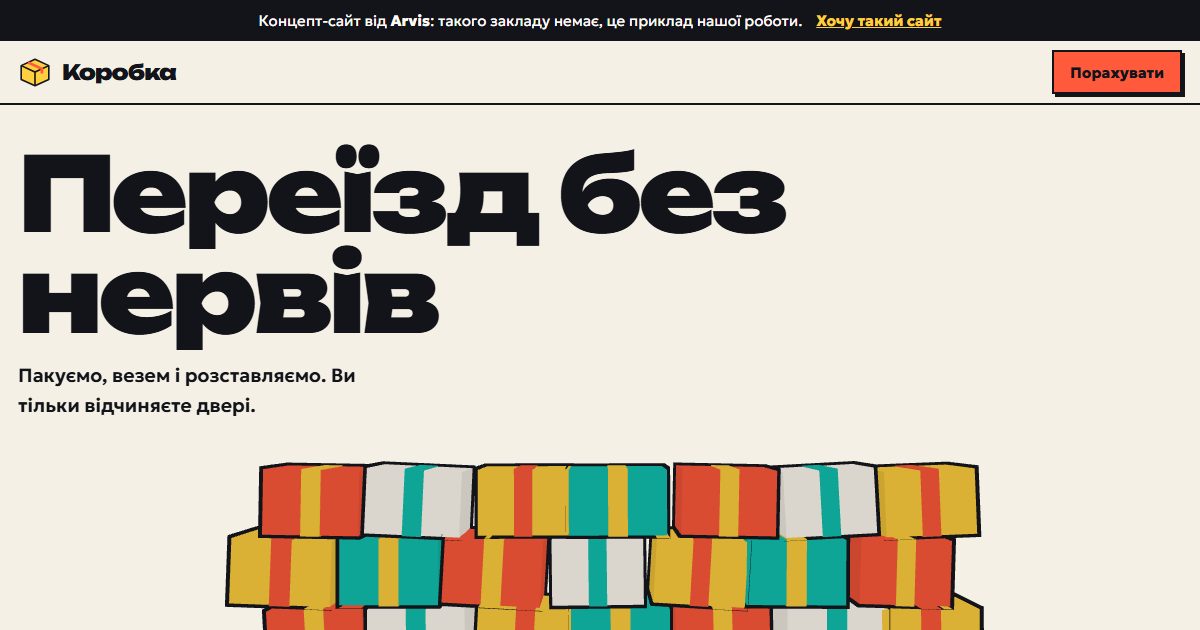 Концепт-сайт від Arvis: такого закладу немає, це приклад нашої роботи. Хочу такий сайт
Коробка
Порахувати
Переїзд без
нервів
Пакуємо, везем і розставляємо. Ви
тільки відчиняєте двері.